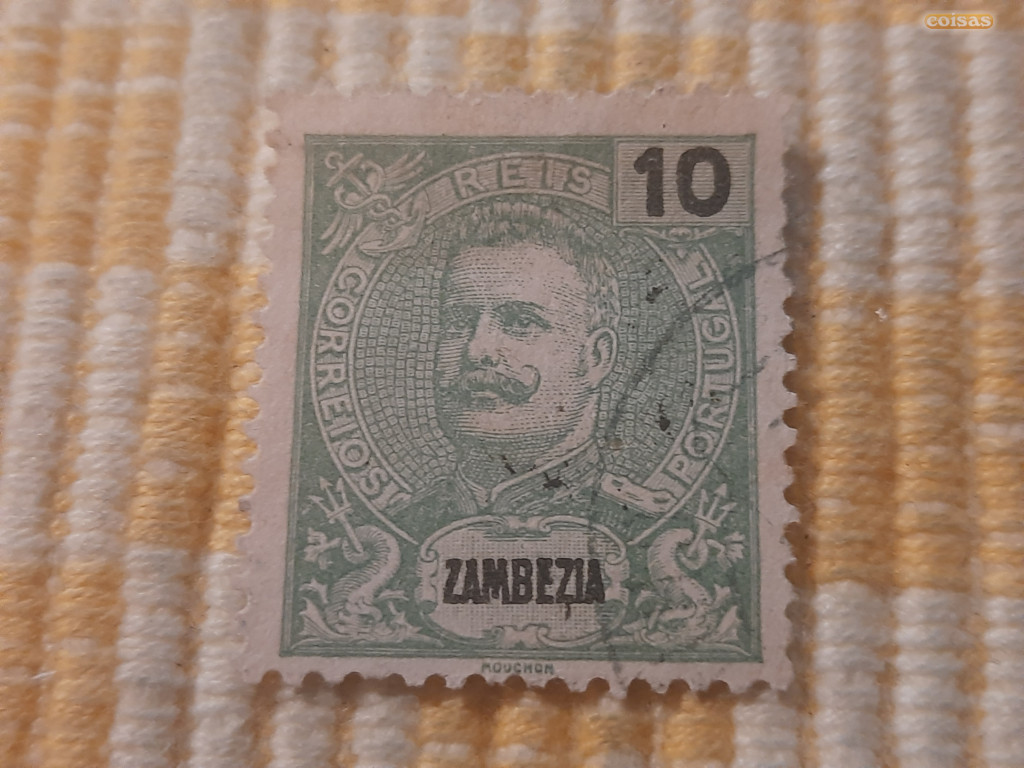 coisas
10
REIS
CORREIOS
PORTUGAL
ZAMBEZIA
MOUCHON